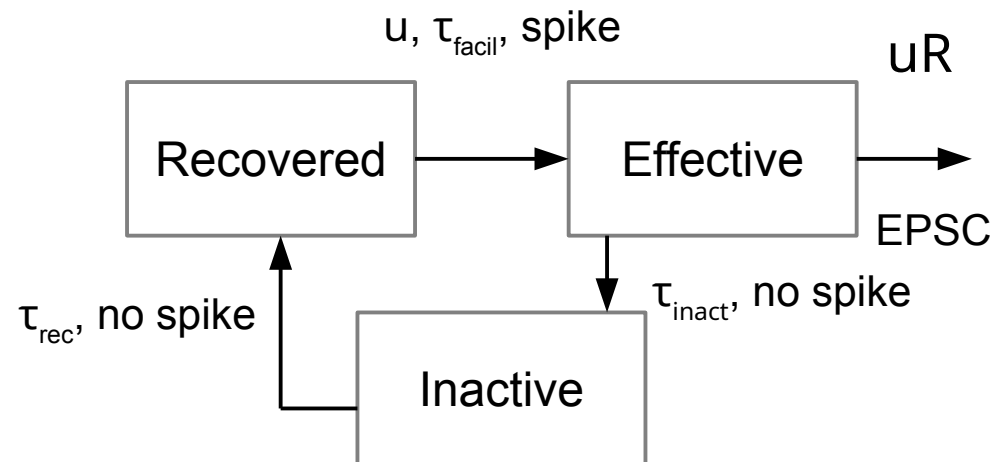 u, τfacil, spike
uR
Recovered
Effective
EPSC
τrec, no spike
τinact, no spike
Inactive